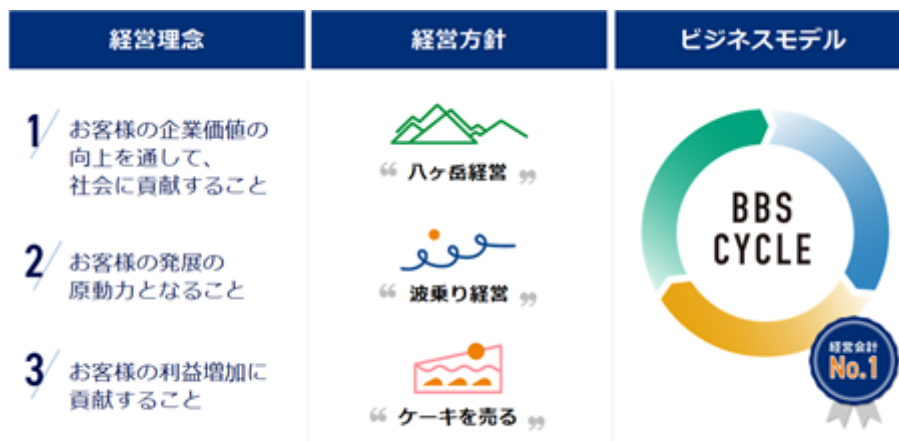 経営理念
経営方針
ビジネスモデル
1 お客様の企業価値の
向上を通して、
社会に貢献すること
2 お客様の発展の
原動力となること
3 お客様の利益増加に
貢献すること
“ 八ヶ岳経営 ”
“ 波乗り経営 ”
“ ケーキを売る ”
BBS
CYCLE
経営会計
No.1